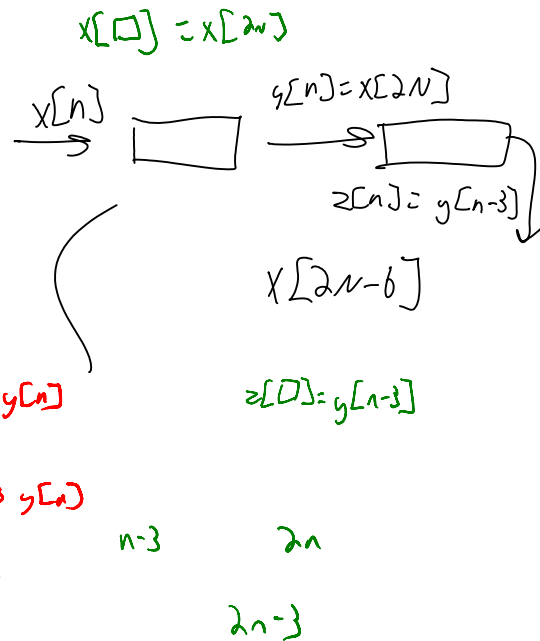 x[□] = x[2n]
x[n]
y[n] = x[2N]
z[n] = y[n-3]
x[2N-6]
y[n]
z[□] = y[n-3]
y[n]
n-3
2n
2n-3